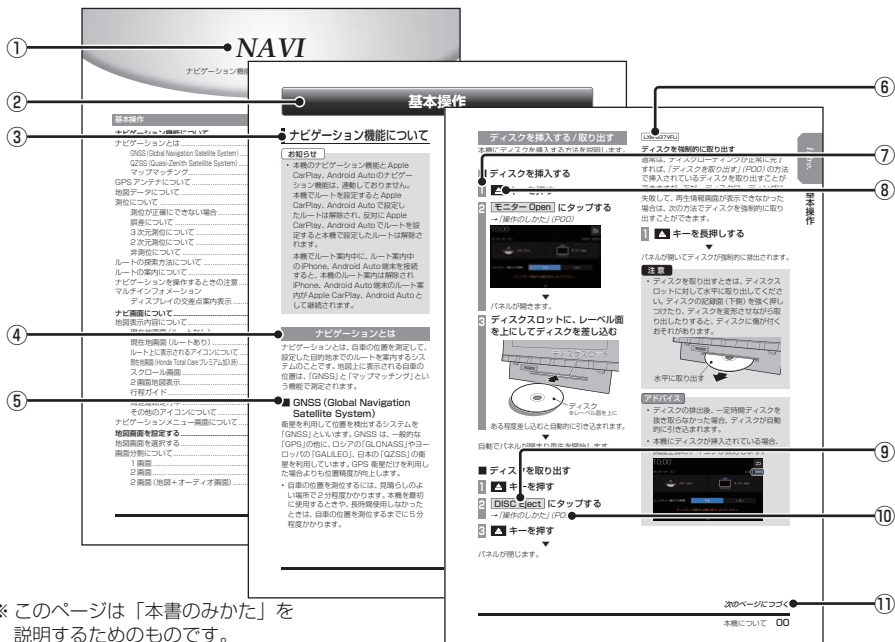 ①
NAVI
②
基本操作
ナビゲーション機能について
ナビゲーションとは
GNSS (Global Navigation Satellite System)
QZSS (Quasi-Zenith Satellite System)
マップマッチング
GPSアンテナについて
地図データについて
測位について
測位が正確にできない場合
誤差について
3次元測位について
2次元測位について
非測位について
ルートの探索方法について
ルートの案内について
ナビゲーションを操作するときの注意
マルチインフォメーション
ディスプレイの交差点案内表示
ナビ画面について
地図表示内容について
現在地画面(ルートあり)
ルート上に表示されるアイコンについて
現在地画面(Honda Total Care プレミアム加入時)
スクロール画面
2画面地図表示
行程ガイド
その他のアイコンについて
ナビゲーションメニュー画面について
地図画面を設定する
地図画面を選択する
画面分割について
1画面
2画面
2画面(地図+オーディオ画面)
基本操作
③
ナビゲーション機能について
お知らせ
・本機のナビゲーション機能とApple
CarPlay、Android Autoのナビゲー
ション機能は、連動しておりません。
本機でルートを設定するとApple
CarPlay、Android Autoで設定し
たルートは解除され、反対にApple
CarPlay、Android Autoでルートを設
定すると本機で設定したルートは解除さ
れます。
本機でルート案内中に、ルート案内中
のiPhone、Android Auto端末を接続
すると、本機のルート案内は解除され
iPhone、Android Auto端末のルート案
内がApple CarPlay、Android Autoと
して継続されます。
④
ナビゲーションとは
ナビゲーションとは、自車の位置を測定して、
設定した目的地までのルートを案内するシス
テムのことです。地図上に表示される自車の
位置は、「GNSS」と「マップマッチング」とい
う機能で測定されます。
⑤
■ GNSS (Global Navigation
Satellite System)
衛星を利用して位置を検出するシステムを
「GNSS」といいます。GNSS は、一般的な
「GPS」の他に、ロシアの「GLONASS」やヨー
ロッパの「GALILEO」、日本の「QZSS」の衛
星を利用しています。GPS 衛星だけを利用し
た場合よりも位置精度が向上します。
・自車の位置を測位するには、見晴らしのよ
い場所で2分程度かかります。本機を最初
に使用するときや、長時間使用しなかった
ときは、自車の位置を測位するまでに5分
程度かかります。
ディスクを挿入する/取り出す
本機にディスクを挿入する方法を説明します。
⑦
■ ディスクを挿入する
⑧
1
2 モニター Open にタップする
→「操作のしかた」(P00)
10:00
▼
パネルが開きます。
3 ディスクスロットに、レーベル面
を上にしてディスクを差し込む
ディスクスロット
ディスク
※レーベル面を上に
ある程度差し込むと自動的に引き込まれます。
▼
自動でパネルが閉まり再生を開始します。
■ ディスクを取り出す
1 キーを押す
⑨
2 DISC Eject にタップする
⑩
→「操作のしかた」(P0
3 キーを押す
▼
パネルが閉じます。
⑥
ディスクを強制的に取り出す
通常は、ディスクローディングが正常に完了
すれば、「ディスクを取り出す」(P00) の方法
で挿入されているディスクを取り出すことが
失敗して、再生情報画面が表示できなかった
場合は、次の方法でディスクを強制的に取り
出すことができます。
1 キーを長押しする
▼
パネルが開いてディスクが強制的に排出されます。
注 意
・ディスクを取り出すときは、ディスクス
ロットに対して水平に取り出してくださ
い。ディスクの記録面(下側)を強く押し
つけたり、ディスクを変形させながら取
り出したりすると、ディスクに傷が付く
おそれがあります。
水平に取り出す
アドバイス
・ディスクの排出後、一定時間ディスクを
抜き取らなかった場合、ディスクが自動
的に引き込まれます。
・本機にディスクが挿入されている場合、
10:00
基本操作
次のページにつづく
⑪
本機について 00
※ このページは「本書のみかた」を
説明するためのものです。